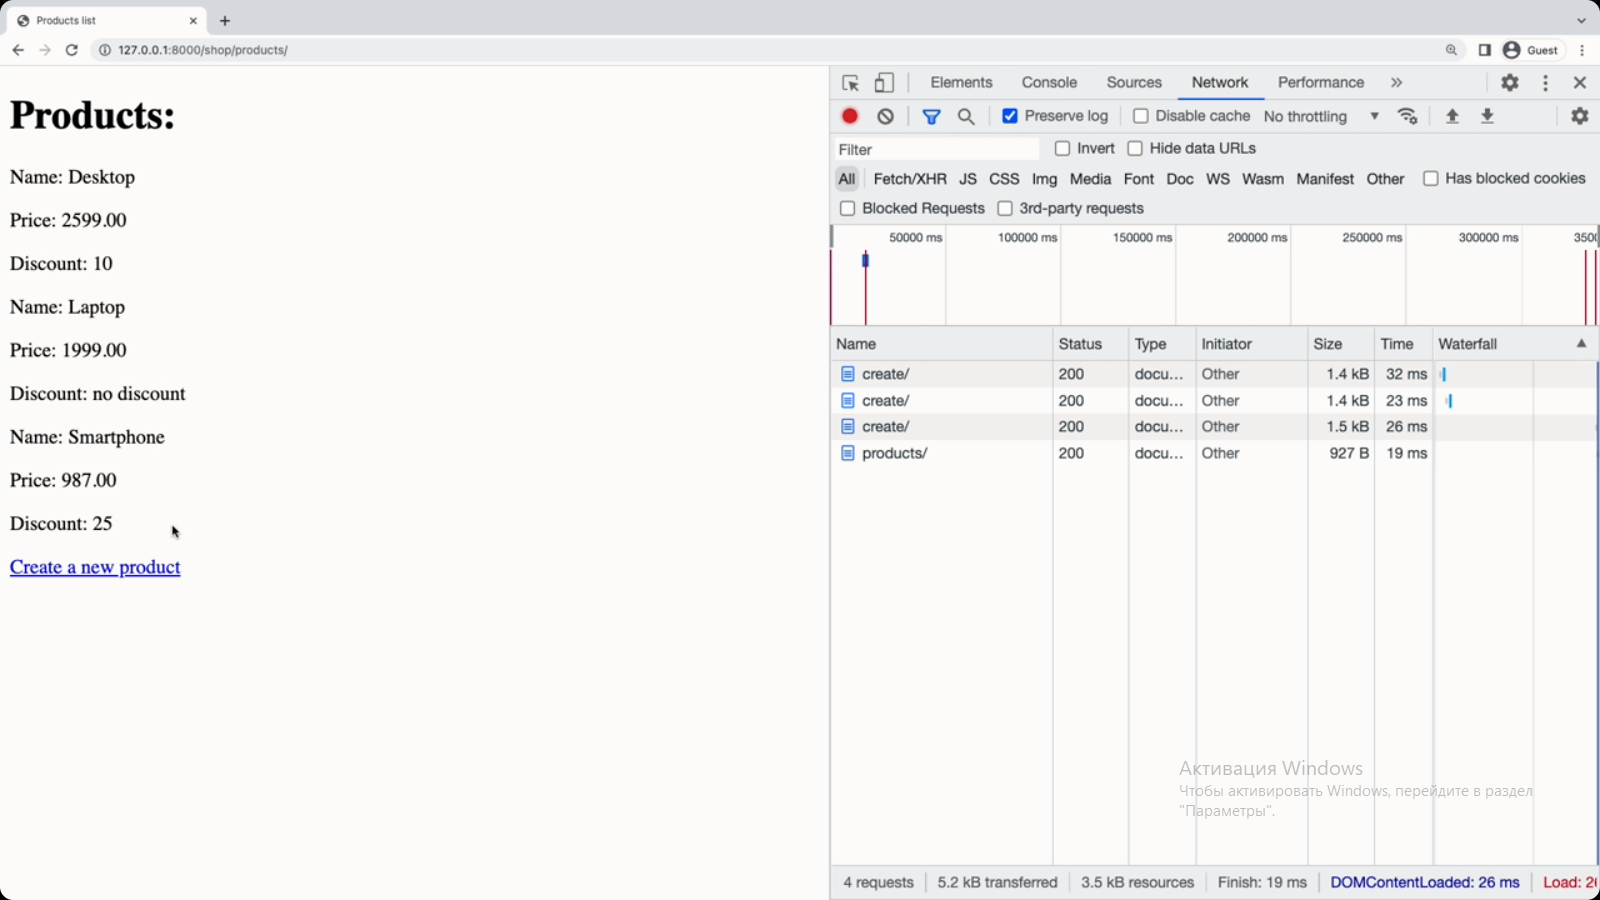 Products list
127.0.0.1:8000/shop/products/
Guest
Products:
Name: Desktop
Price: 2599.00
Discount: 10
Name: Laptop
Price: 1999.00
Discount: no discount
Name: Smartphone
Price: 987.00
Discount: 25
Create a new product
Elements Console Sources Network Performance
Preserve log Disable cache No throttling
Filter Invert Hide data URLs
All Fetch/XHR JS CSS Img Media Font Doc WS Wasm Manifest Other Has blocked cookies
Blocked Requests 3rd-party requests
50000 ms 100000 ms 150000 ms 200000 ms 250000 ms 300000 ms 350
Name Status Type Initiator Size Time Waterfall
create/ 200 docu... Other 1.4 kB 32 ms
create/ 200 docu... Other 1.4 kB 23 ms
create/ 200 docu... Other 1.5 kB 26 ms
products/ 200 docu... Other 927 B 19 ms
Активация Windows
Чтобы активировать Windows, перейдите в раздел
"Параметры".
4 requests 5.2 kB transferred 3.5 kB resources Finish: 19 ms DOMContentLoaded: 26 ms Load: 2